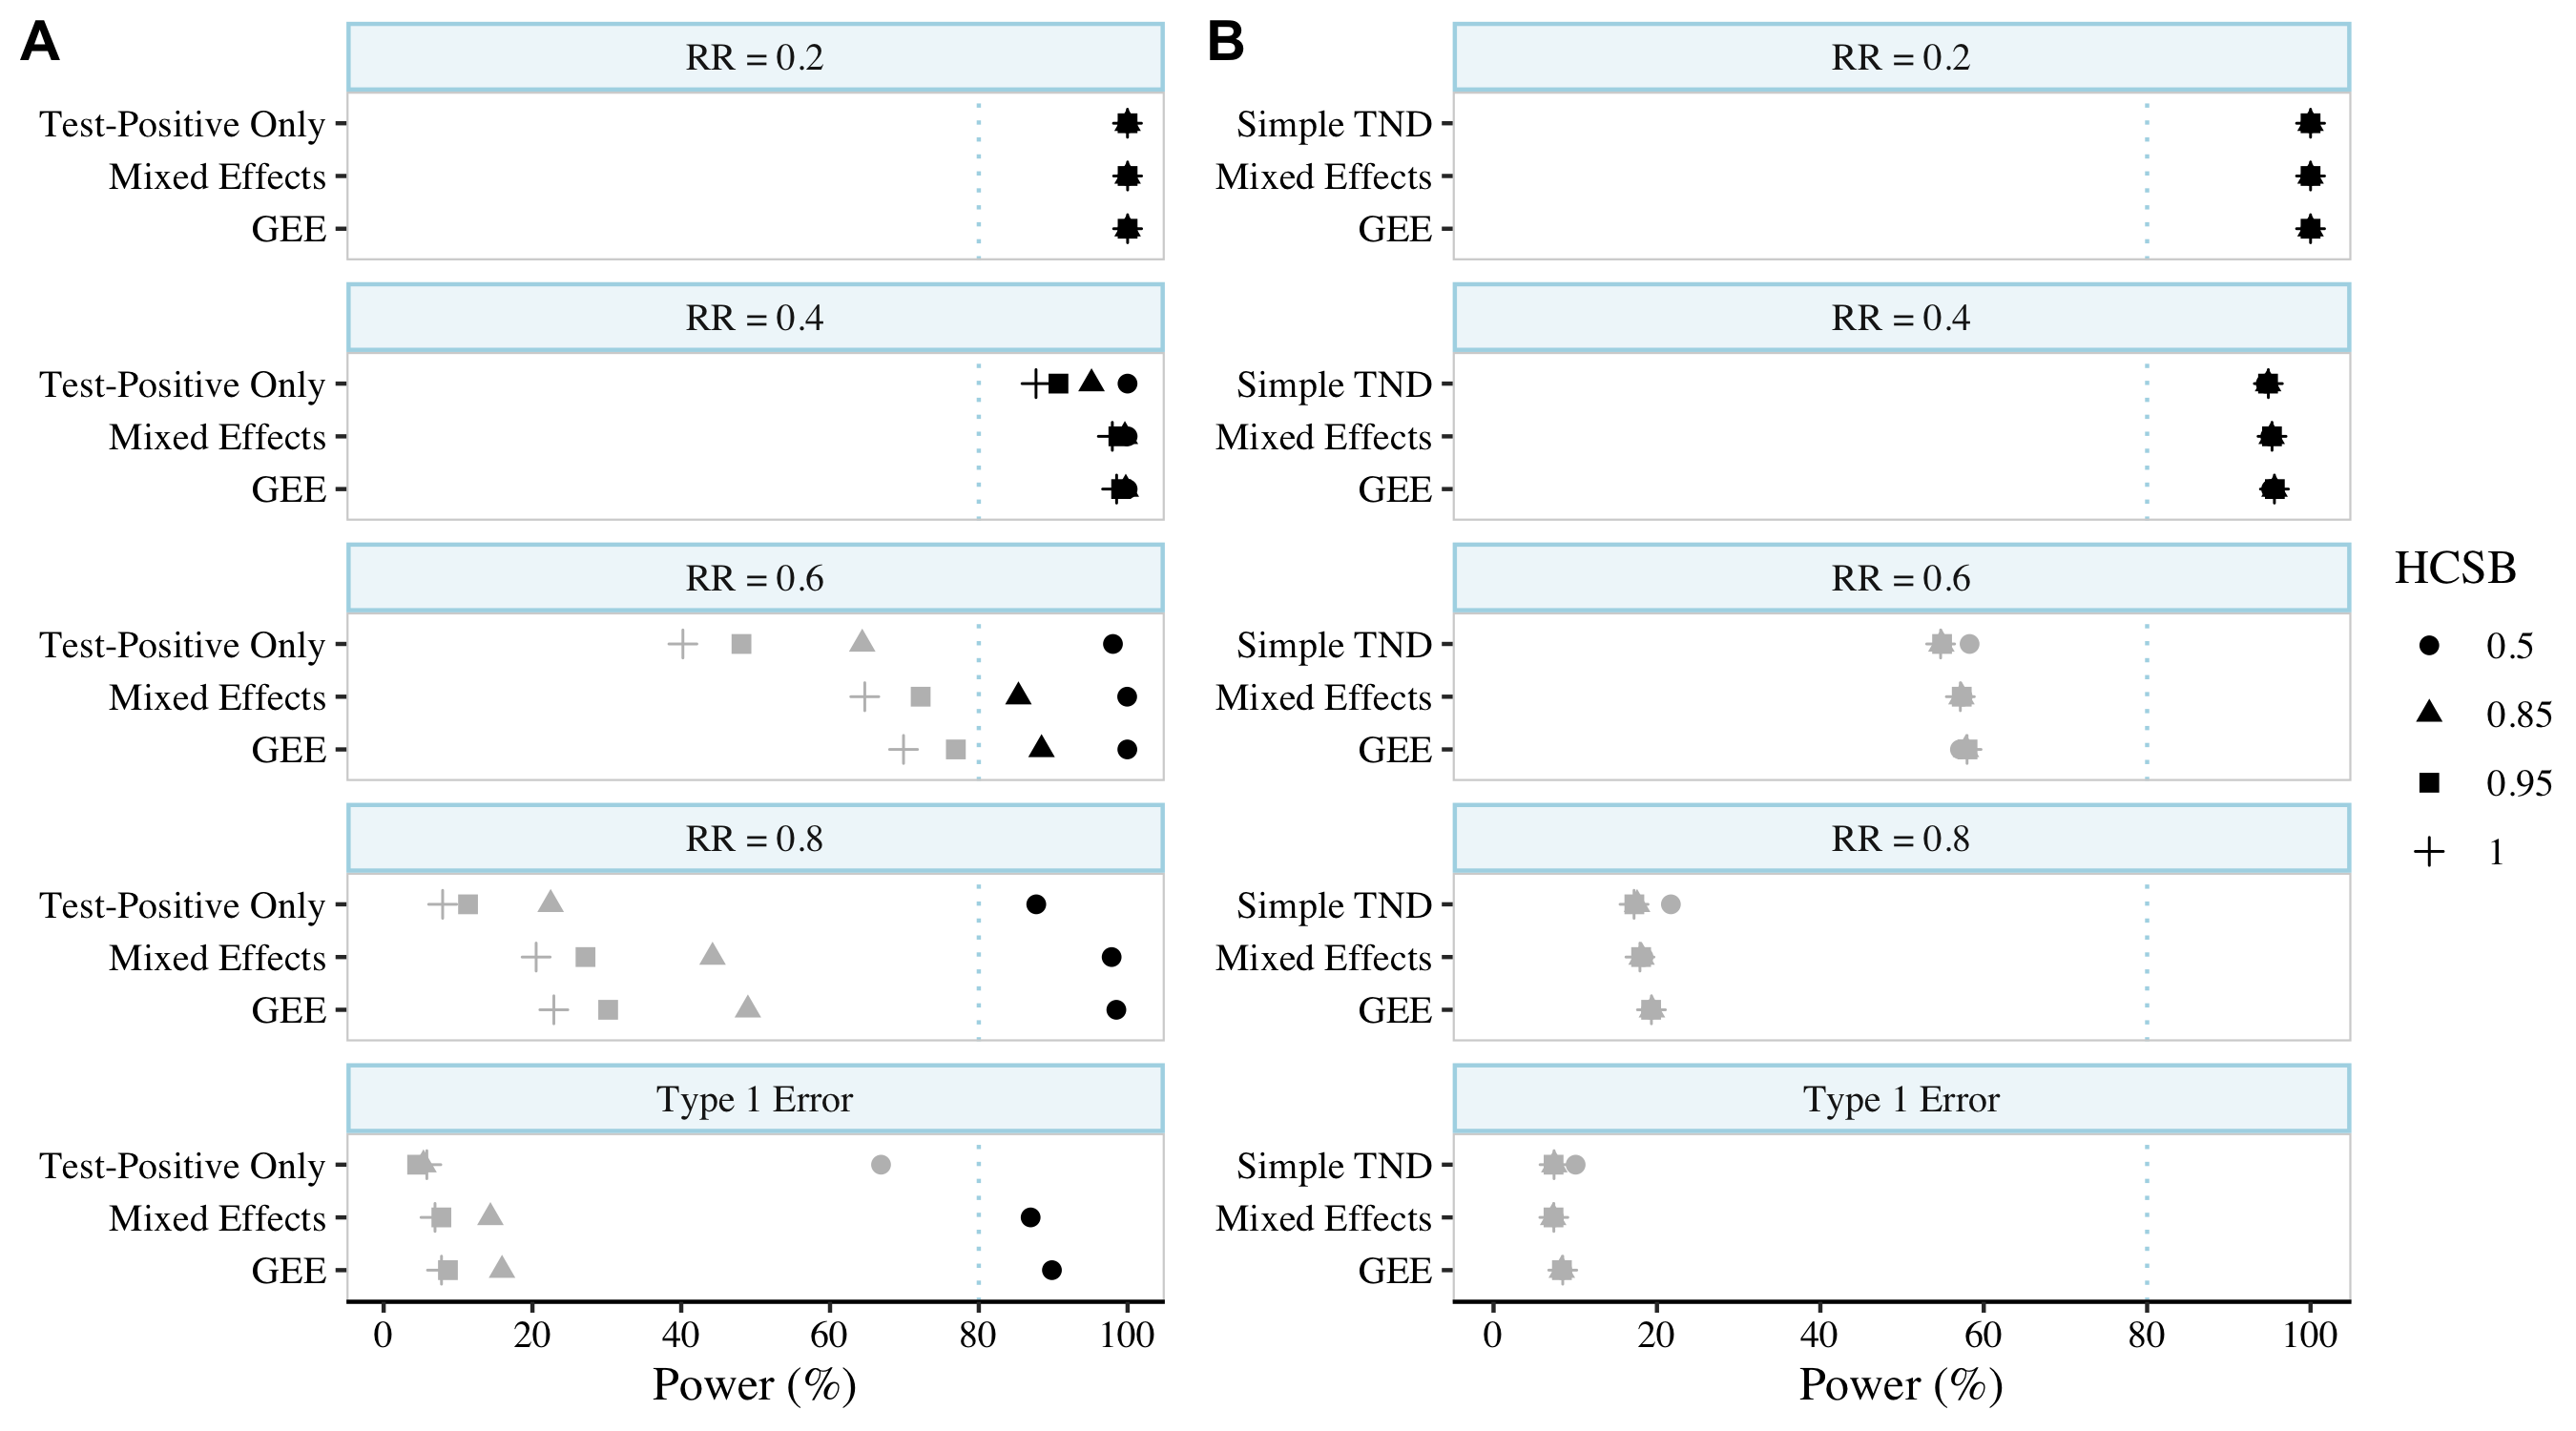 A
RR = 0.2
Test-Positive Only
Mixed Effects
GEE
RR = 0.4
Test-Positive Only
Mixed Effects
GEE
RR = 0.6
Test-Positive Only
Mixed Effects
GEE
RR = 0.8
Test-Positive Only
Mixed Effects
GEE
Type 1 Error
Test-Positive Only
Mixed Effects
GEE
0 20 40 60 80 100
Power (%)
B
RR = 0.2
Simple TND
Mixed Effects
GEE
RR = 0.4
Simple TND
Mixed Effects
GEE
RR = 0.6
Simple TND
Mixed Effects
GEE
RR = 0.8
Simple TND
Mixed Effects
GEE
Type 1 Error
Simple TND
Mixed Effects
GEE
0 20 40 60 80 100
Power (%)
HCSB
0.5
0.85
0.95
1